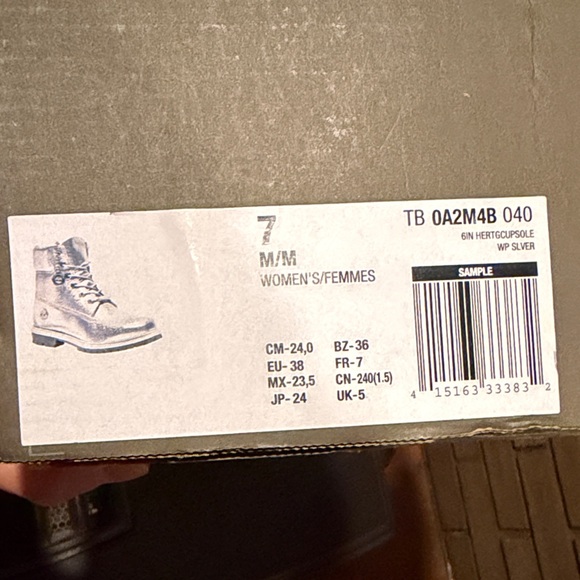 7
M/M
WOMEN'S/FEMMES
TB 0A2M4B 040
6IN HERTGCUPSOLE
WP SLVER
SAMPLE
CM-24,0 BZ-36
EU-38 FR-7
MX-23,5 CN-240(1.5)
JP-24 UK-5
4 15163 33383 2